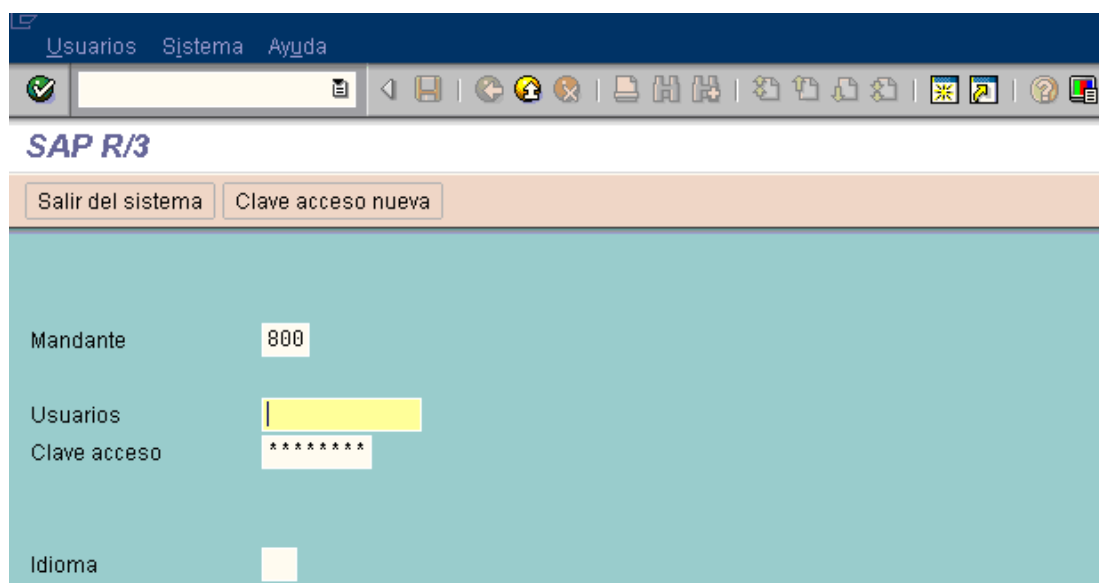 Usuarios Sistema Ayuda
SAP R/3
Salir del sistema Clave acceso nueva
Mandante 800
Usuarios
Clave acceso ********
Idioma